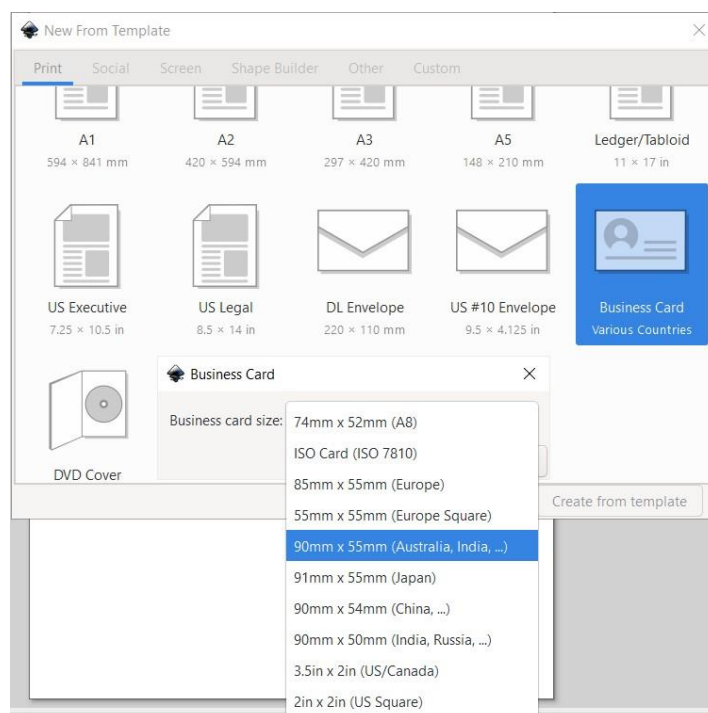 New From Template
Print Social Screen Shape Builder Other Custom
A1 A2 A3 A5 Ledger/Tabloid
594 × 841 mm 420 × 594 mm 297 × 420 mm 148 × 210 mm 11 × 17 in
US Executive US Legal DL Envelope US #10 Envelope Business Card
7.25 × 10.5 in 8.5 × 14 in 220 × 110 mm 9.5 × 4.125 in Various Countries
Business Card
Business card size:
74mm x 52mm (A8)
ISO Card (ISO 7810)
85mm x 55mm (Europe)
55mm x 55mm (Europe Square)
90mm x 55mm (Australia, India, ...)
91mm x 55mm (Japan)
90mm x 54mm (China, ...)
90mm x 50mm (India, Russia, ...)
3.5in x 2in (US/Canada)
2in x 2in (US Square)
DVD Cover
Create from template